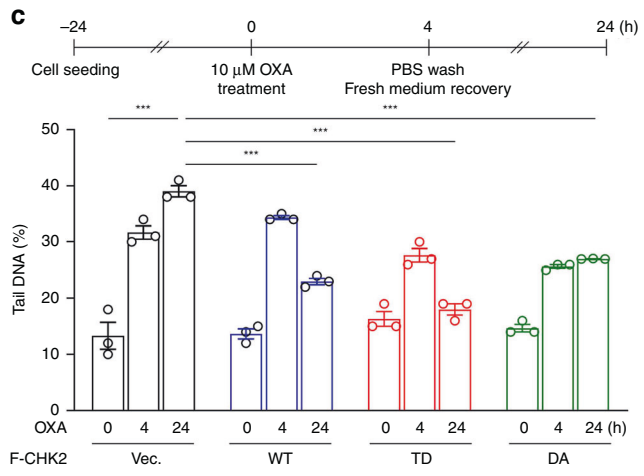 c
−24 0 4 24 (h)
Cell seeding 10 μM OXA PBS wash
treatment Fresh medium recovery
*** ***
***
***
50
40
30
20
10
0
Tail DNA (%)
OXA 0 4 24 0 4 24 0 4 24 0 4 24 (h)
F-CHK2 Vec. WT TD DA